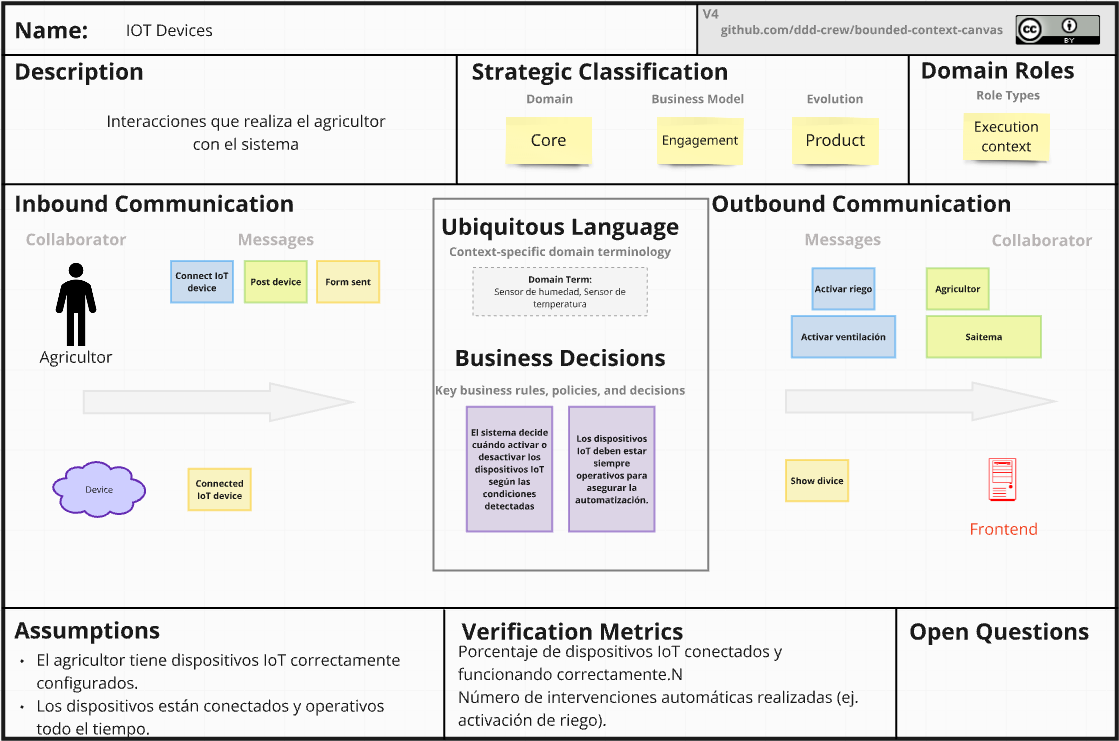 Name:
IOT Devices
V4
github.com/ddd-crew/bounded-context-canvas
cc
BY
Description
Interacciones que realiza el agricultor
con el sistema
Strategic Classification
Domain
Business Model
Evolution
Core
Engagement
Product
Domain Roles
Role Types
Execution
context
Inbound Communication
Collaborator
Messages
Connect IoT
device
Post device
Form sent
Agricultor
Device
Connected
IoT device
Ubiquitous Language
Context-specific domain terminology
Domain Term:
Sensor de humedad, Sensor de
temperatura
Business Decisions
Key business rules, policies, and decisions
El sistema decide
cuándo activar o
desactivar los
dispositivos IoT
según las
condiciones
detectadas
Los dispositivos
IoT deben estar
siempre
operativos para
asegurar la
automatización.
Outbound Communication
Messages
Collaborator
Activar riego
Agricultor
Activar ventilación
Saitema
Show divice
Frontend
Assumptions
• El agricultor tiene dispositivos IoT correctamente
configurados.
• Los dispositivos están conectados y operativos
todo el tiempo.
Verification Metrics
Porcentaje de dispositivos IoT conectados y
funcionando correctamente.N
Número de intervenciones automáticas realizadas (ej.
activación de riego).
Open Questions